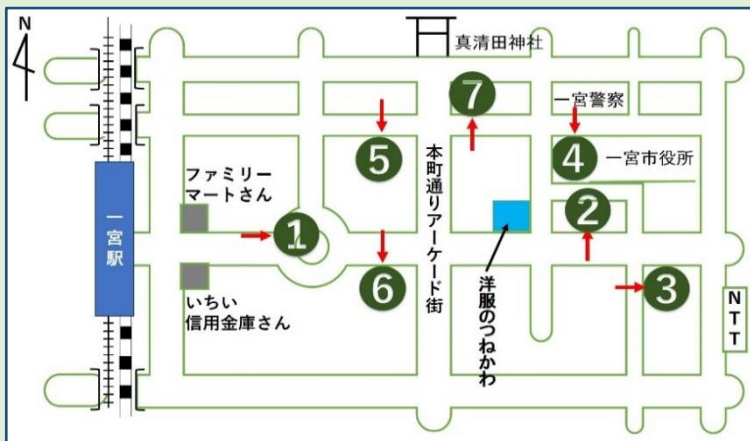 N
真清田神社
7
一宮警察
5
4
一宮市役所
本町通りアーケード街
ファミリー
マートさん
2
一宮駅
1
6
3
いちい
信用金庫さん
洋服のつねかわ
NTT